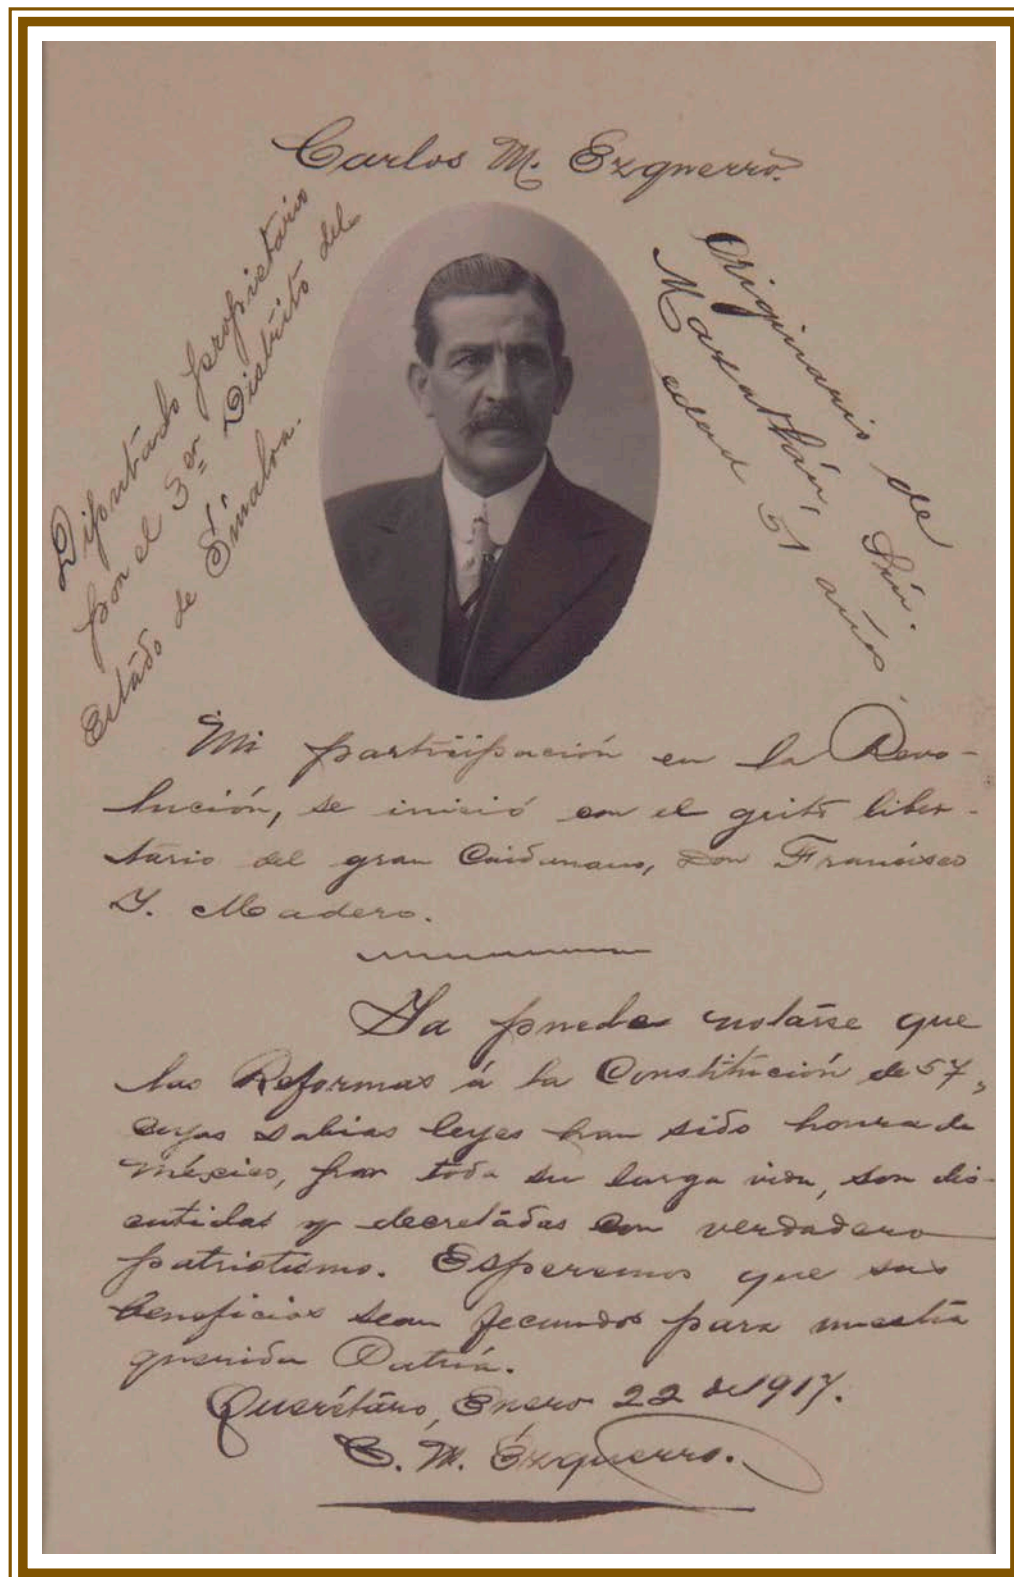 Carlos M. Ezquerro.
Diputado propietario
por el 3er Distrito del
Estado de Sinaloa.
Originario de
Mazatlán, Sin.
edad 51 años
Mi participación en la Revo-
lución, se inició con el grito liber-
tario del gran Ciudadano, Don Francisco
I. Madero.
Ya puede notarse que
las Reformas á la Constitución de 57,
cuyas sabias leyes han sido honra de
México, por toda su larga vida, son dis-
cutidas y decretadas con verdadero
patriotismo. Esperemos que sus
beneficios sean fecundos para nuestra
querida Patria.
Querétaro, Enero 22 de 1917.
C. M. Ezquerro.